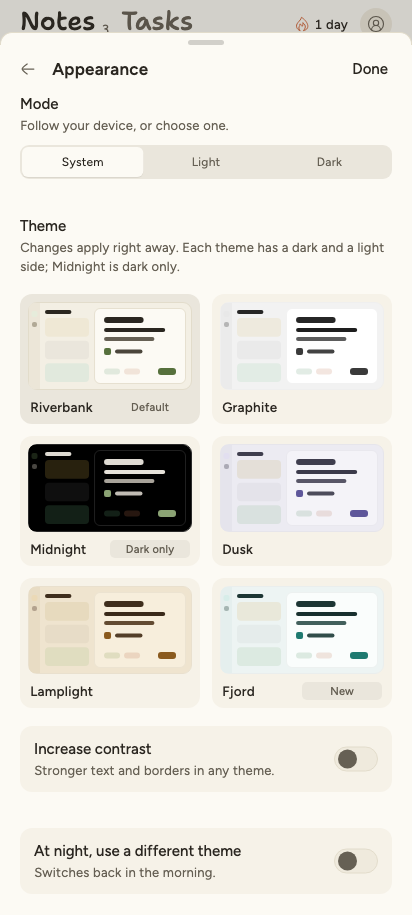 Notes 3 Tasks
1 day
Appearance
Done
Mode
Follow your device, or choose one.
System
Light
Dark
Theme
Changes apply right away. Each theme has a dark and a light
side; Midnight is dark only.
Riverbank
Default
Graphite
Midnight
Dark only
Dusk
Lamplight
Fjord
New
Increase contrast
Stronger text and borders in any theme.
At night, use a different theme
Switches back in the morning.